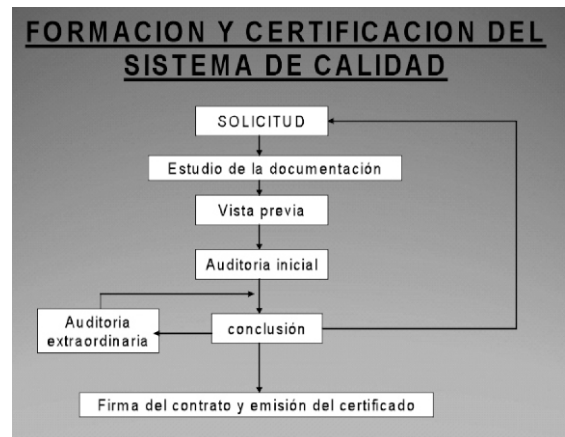 FORMACION Y CERTIFICACION DEL
SISTEMA DE CALIDAD
SOLICITUD
Estudio de la documentación
Vista previa
Auditoria inicial
Auditoria
extraordinaria
conclusión
Firma del contrato y emisión del certificado